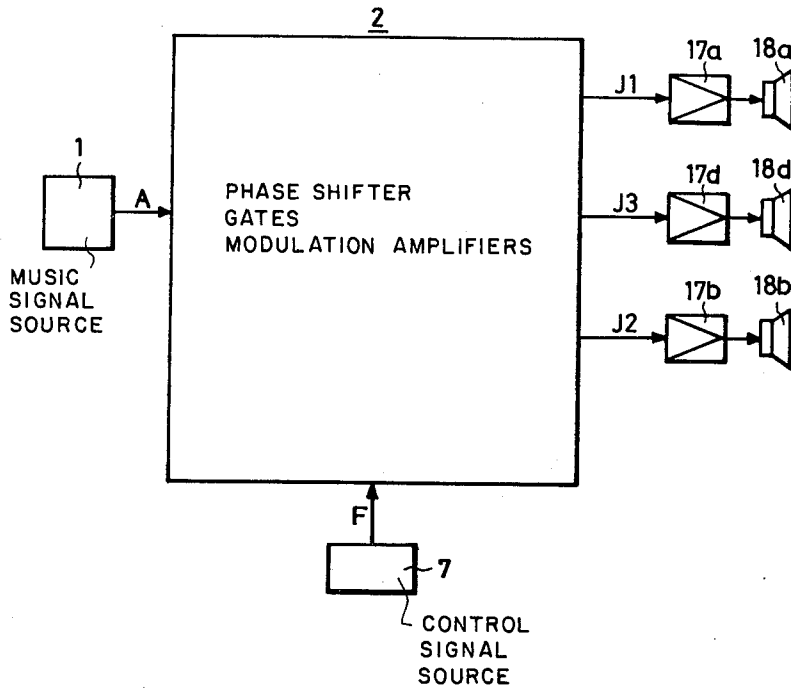 2
17a
18a
J1
1
A
PHASE SHIFTER
GATES
MODULATION AMPLIFIERS
17d
18d
J3
MUSIC
SIGNAL
SOURCE
17b
18b
J2
F
7
CONTROL
SIGNAL
SOURCE